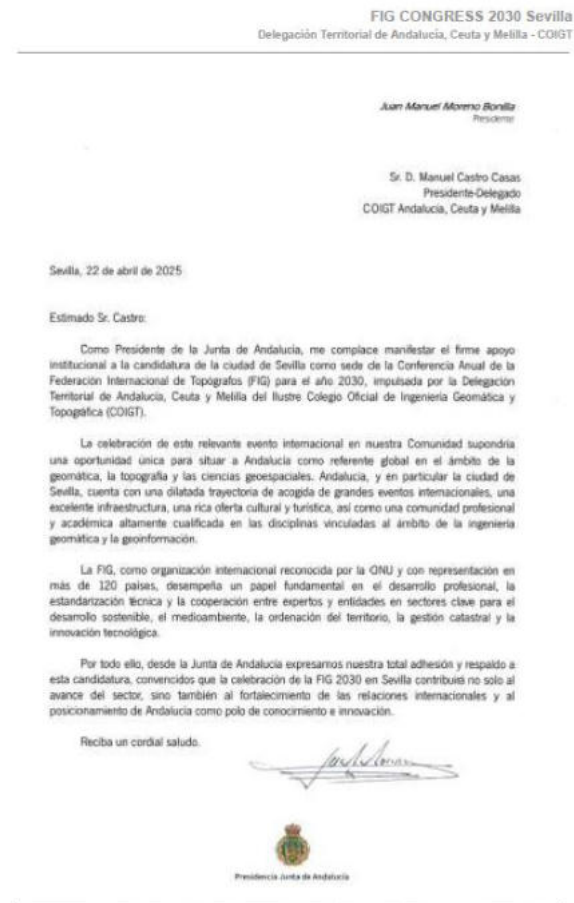 FIG CONGRESS 2030 Sevilla
Delegación Territorial de Andalucía, Ceuta y Melilla - COIGT
Juan Manuel Moreno Bonilla
Presidente
Sr. D. Manuel Castro Casas
Presidente-Delegado
COIGT Andalucía, Ceuta y Melilla
Sevilla, 22 de abril de 2025
Estimado Sr. Castro:
Como Presidente de la Junta de Andalucía, me complace manifestar el firme apoyo
institucional a la candidatura de la ciudad de Sevilla como sede de la Conferencia Anual de la
Federación Internacional de Topógrafos (FIG) para el año 2030, impulsada por la Delegación
Territorial de Andalucía, Ceuta y Melilla del Ilustre Colegio Oficial de Ingeniería Geomática y
Topográfica (COIGT).
La celebración de este relevante evento internacional en nuestra Comunidad supondría
una oportunidad única para situar a Andalucía como referente global en el ámbito de la
geomática, la topografía y las ciencias geoespaciales. Andalucía, y en particular la ciudad de
Sevilla, cuenta con una dilatada trayectoria de acogida de grandes eventos internacionales, una
excelente infraestructura, una rica oferta cultural y turística, así como una comunidad profesional
y académica altamente cualificada en las disciplinas vinculadas al ámbito de la ingeniería
geomática y la geoinformación.
La FIG, como organización internacional reconocida por la ONU y con representación en
más de 120 países, desempeña un papel fundamental en el desarrollo profesional, la
estandarización técnica y la cooperación entre expertos y entidades en sectores clave para el
desarrollo sostenible, el medioambiente, la ordenación del territorio, la gestión catastral y la
innovación tecnológica.
Por todo ello, desde la Junta de Andalucía expresamos nuestra total adhesión y respaldo a
esta candidatura, convencidos que la celebración de la FIG 2030 en Sevilla contribuirá no solo al
avance del sector, sino también al fortalecimiento de las relaciones internacionales y al
posicionamiento de Andalucía como polo de conocimiento e innovación.
Reciba un cordial saludo.
Presidencia Junta de Andalucía